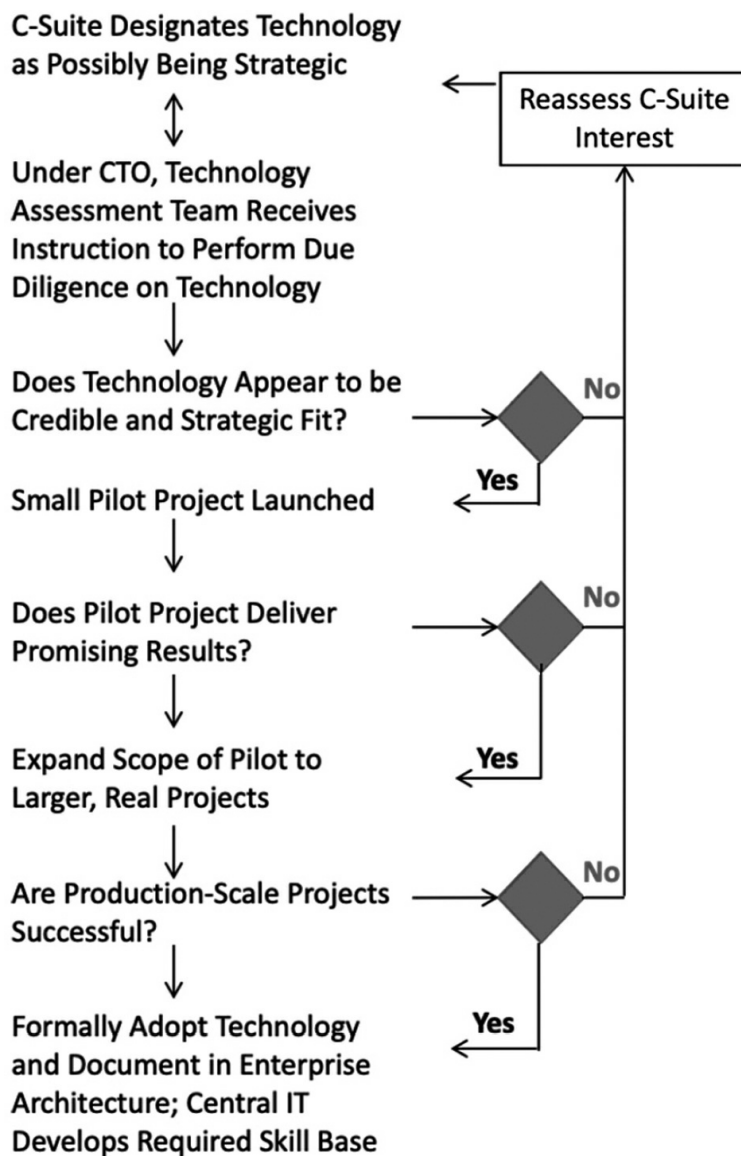 C-Suite Designates Technology
as Possibly Being Strategic
Reassess C-Suite
Interest
Under CTO, Technology
Assessment Team Receives
Instruction to Perform Due
Diligence on Technology
Does Technology Appear to be
Credible and Strategic Fit?
No
Yes
Small Pilot Project Launched
Does Pilot Project Deliver
Promising Results?
No
Yes
Expand Scope of Pilot to
Larger, Real Projects
Are Production-Scale Projects
Successful?
No
Yes
Formally Adopt Technology
and Document in Enterprise
Architecture; Central IT
Develops Required Skill Base